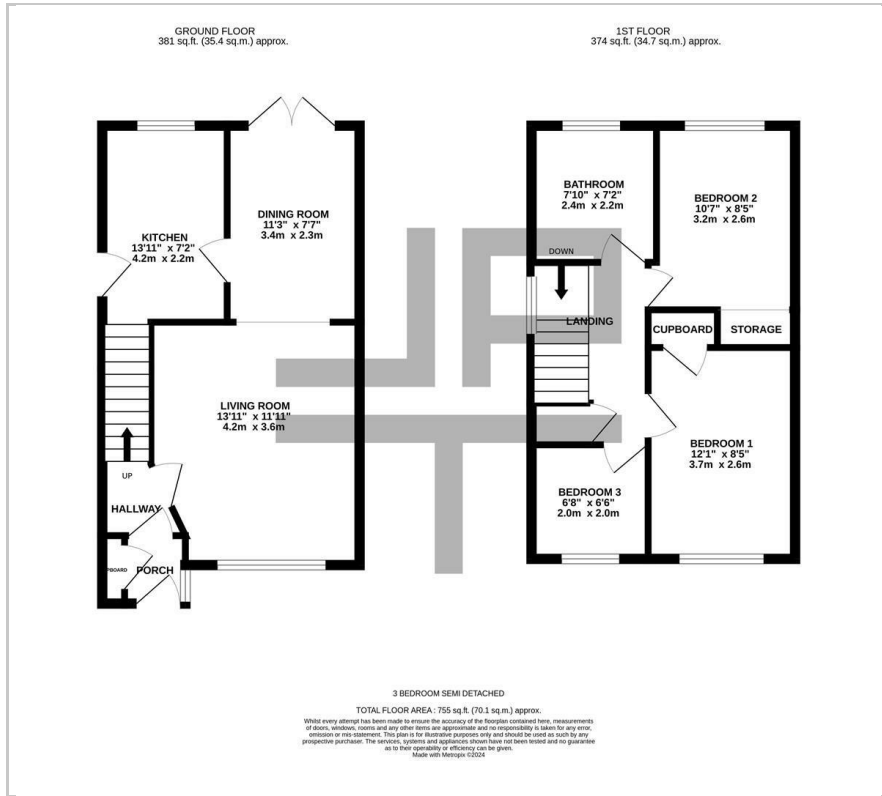 GROUND FLOOR
381 sq.ft. (35.4 sq.m.) approx.
1ST FLOOR
374 sq.ft. (34.7 sq.m.) approx.
KITCHEN
13'11" x 7'2"
4.2m x 2.2m
DINING ROOM
11'3" x 7'7"
3.4m x 2.3m
LIVING ROOM
13'11" x 11'11"
4.2m x 3.6m
UP
HALLWAY
PBOARD
PORCH
BATHROOM
7'10" x 7'2"
2.4m x 2.2m
BEDROOM 2
10'7" x 8'5"
3.2m x 2.6m
DOWN
LANDING
CUPBOARD
STORAGE
BEDROOM 1
12'1" x 8'5"
3.7m x 2.6m
BEDROOM 3
6'8" x 6'6"
2.0m x 2.0m
3 BEDROOM SEMI DETACHED
TOTAL FLOOR AREA : 755 sq.ft. (70.1 sq.m.) approx.
Whilst every attempt has been made to ensure the accuracy of the floorplan contained here, measurements
of doors, windows, rooms and any other items are approximate and no responsibility is taken for any error,
omission or mis-statement. This plan is for illustrative purposes only and should be used as such by any
prospective purchaser. The services, systems and appliances shown have not been tested and no guarantee
as to their operability or efficiency can be given.
Made with Metropix ©2024